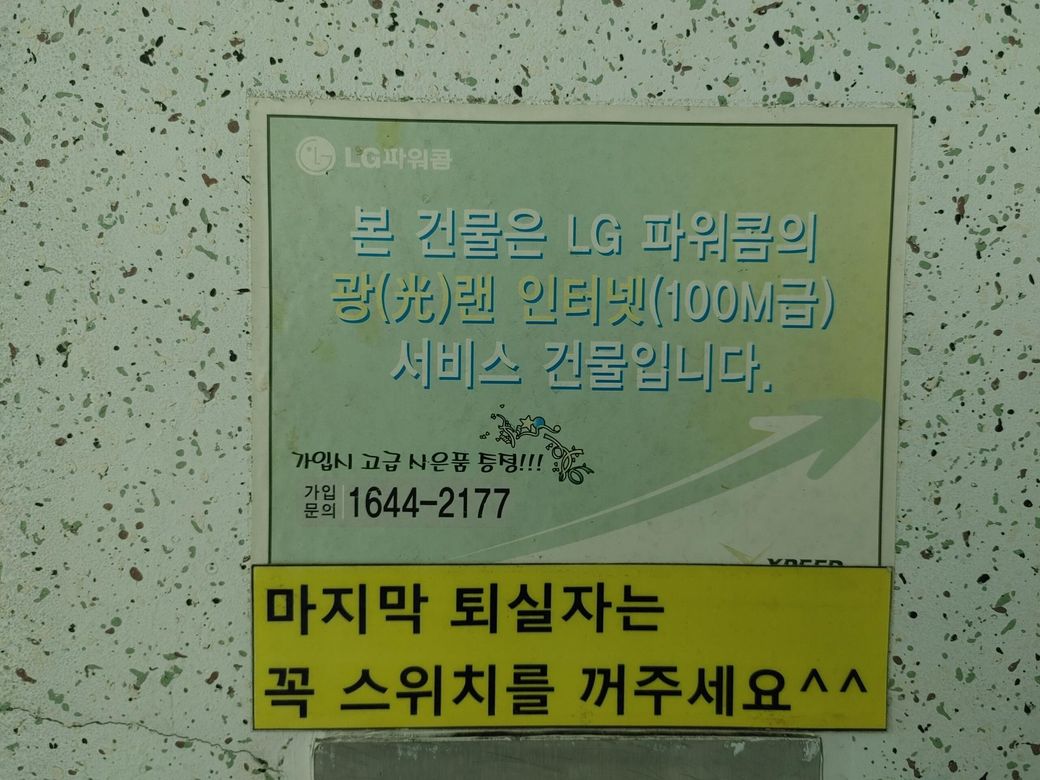 LG파워콤
본 건물은 LG 파워콤의
광(光)랜 인터넷(100M급)
서비스 건물입니다.
가입시 고급 사은품 증정!!!
가입
문의
1644-2177
XPEED
마지막 퇴실자는
꼭 스위치를 꺼주세요^^